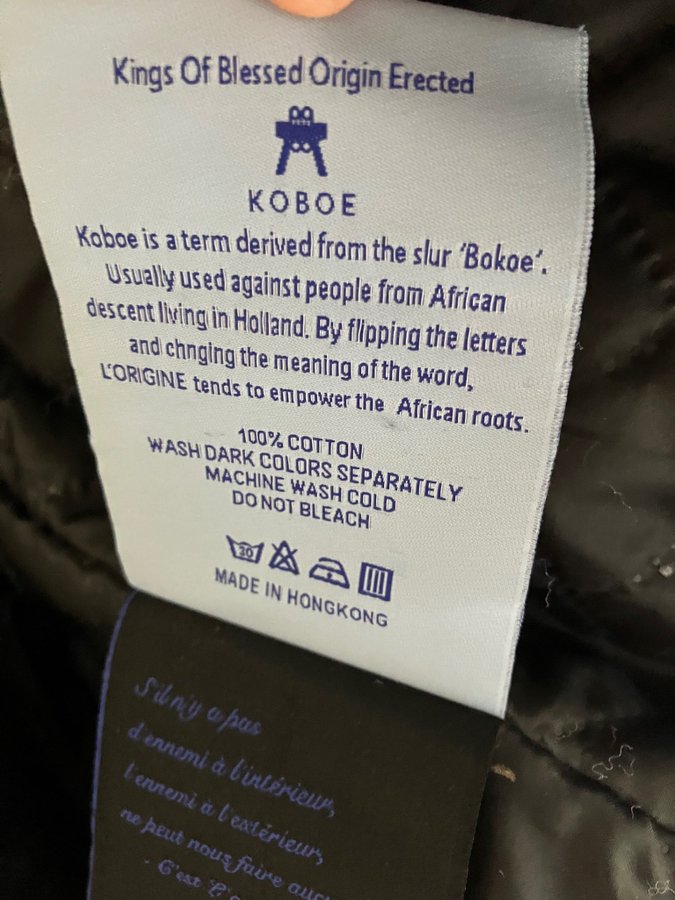 Kings Of Blessed Origin Erected
KOBOE
Koboe is a term derived from the slur 'Bokoe'.
Usually used against people from African
descent living in Holland. By flipping the letters
and chnging the meaning of the word,
L'ORIGINE tends to empower the African roots.
100% COTTON
WASH DARK COLORS SEPARATELY
MACHINE WASH COLD
DO NOT BLEACH
30
MADE IN HONGKONG
S'il n'y a pas
d'ennemi à l'intérieur,
l'ennemi à l'extérieur,
ne peut nous faire
C'est